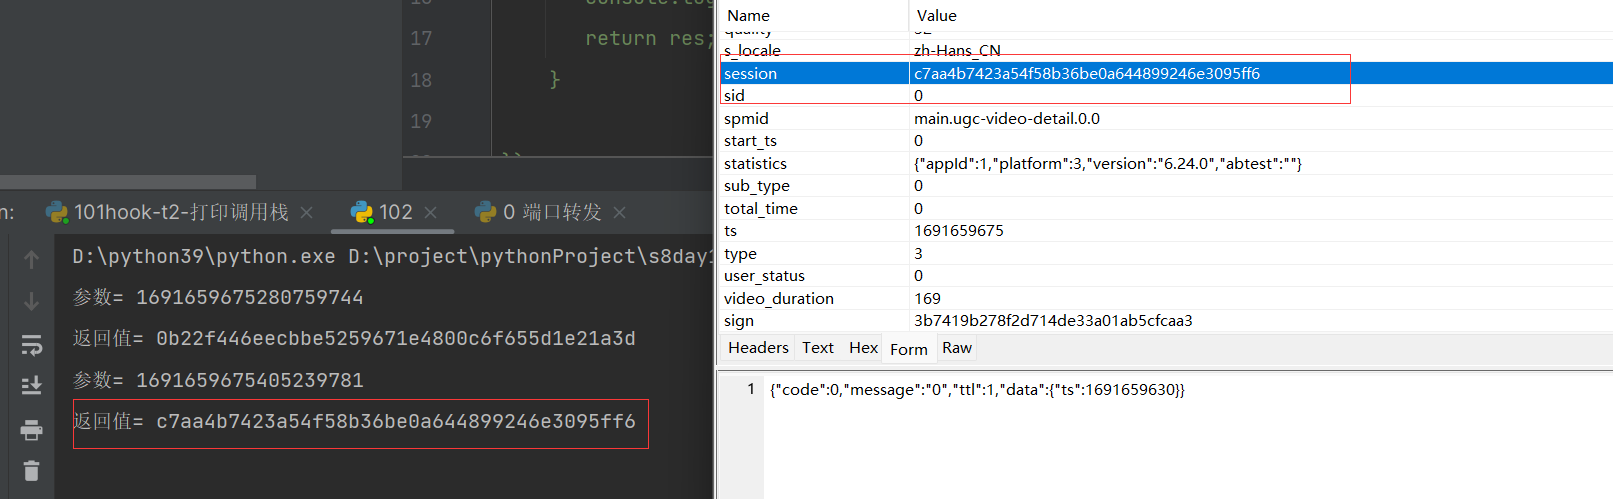 console.log
17 return res;
18 }
19
})
n: 101hook-t2-打印调用栈 × 102 × 0 端口转发 ×
D:\python39\python.exe D:\project\pythonProject\s8day1
参数= 1691659675280759744
返回值= 0b22f446eecbbe5259671e4800c6f655d1e21a3d
参数= 1691659675405239781
返回值= c7aa4b7423a54f58b36be0a644899246e3095ff6
Name Value
quality 32
s_locale zh-Hans_CN
session c7aa4b7423a54f58b36be0a644899246e3095ff6
sid 0
spmid main.ugc-video-detail.0.0
start_ts 0
statistics {"appId":1,"platform":3,"version":"6.24.0","abtest":""}
sub_type 0
total_time 0
ts 1691659675
type 3
user_status 0
video_duration 169
sign 3b7419b278f2d714de33a01ab5cfcaa3
Headers Text Hex Form Raw
1 {"code":0,"message":"0","ttl":1,"data":{"ts":1691659630}}